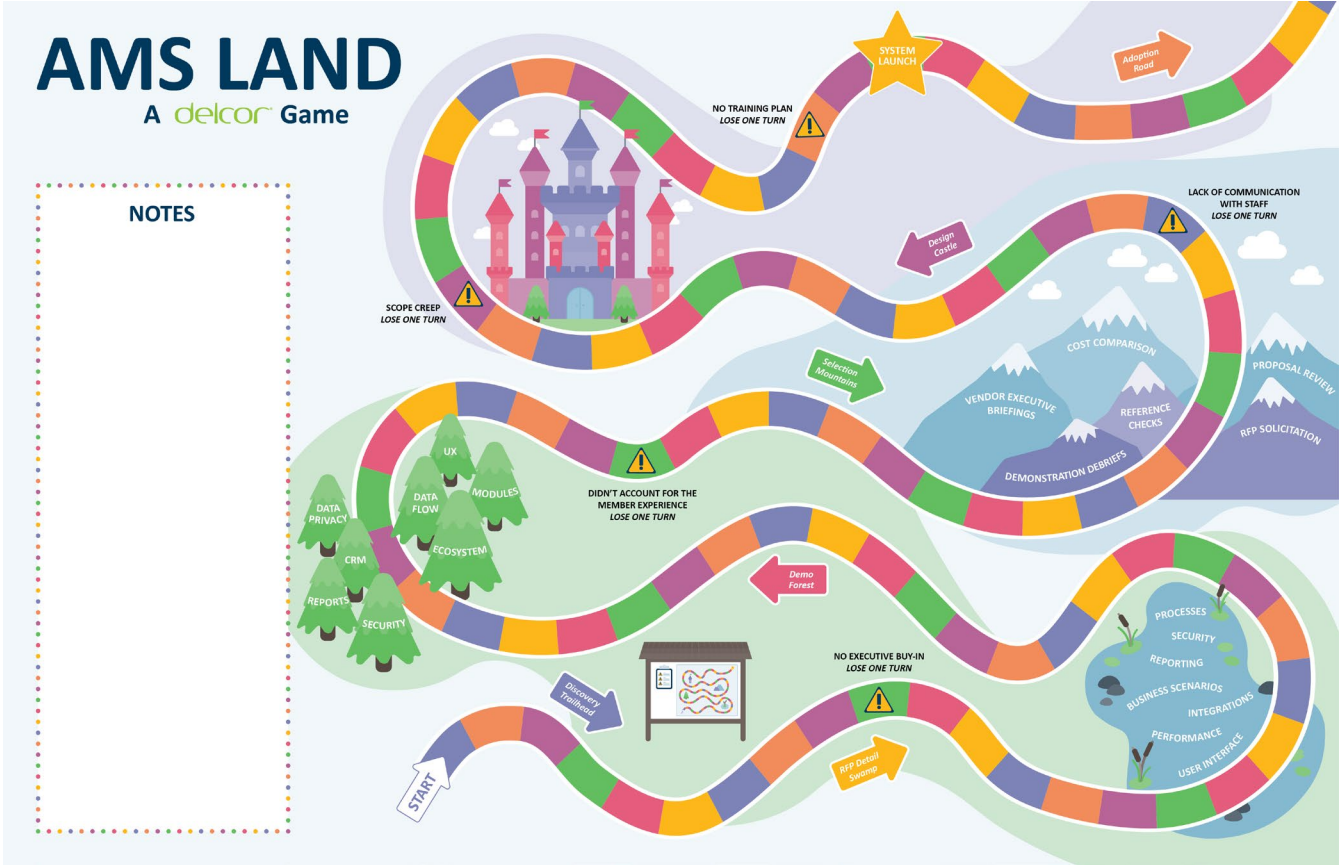 AMS LAND
A delcor Game
NOTES
SYSTEM
LAUNCH
Adoption
Road
NO TRAINING PLAN
LOSE ONE TURN
LACK OF COMMUNICATION
WITH STAFF
LOSE ONE TURN
Design
Castle
SCOPE CREEP
LOSE ONE TURN
COST COMPARISON
PROPOSAL REVIEW
Selection
Mountains
VENDOR EXECUTIVE
BRIEFINGS
REFERENCE
CHECKS
RFP SOLICITATION
DEMONSTRATION DEBRIEFS
UX
MODULES
DATA
FLOW
DATA
PRIVACY
ECOSYSTEM
CRM
REPORTS
SECURITY
DIDN'T ACCOUNT FOR THE
MEMBER EXPERIENCE
LOSE ONE TURN
Demo
Forest
PROCESSES
SECURITY
REPORTING
BUSINESS SCENARIOS
INTEGRATIONS
PERFORMANCE
USER INTERFACE
NO EXECUTIVE BUY-IN
LOSE ONE TURN
Discovery
Trailhead
RFP Detail
Swamp
START